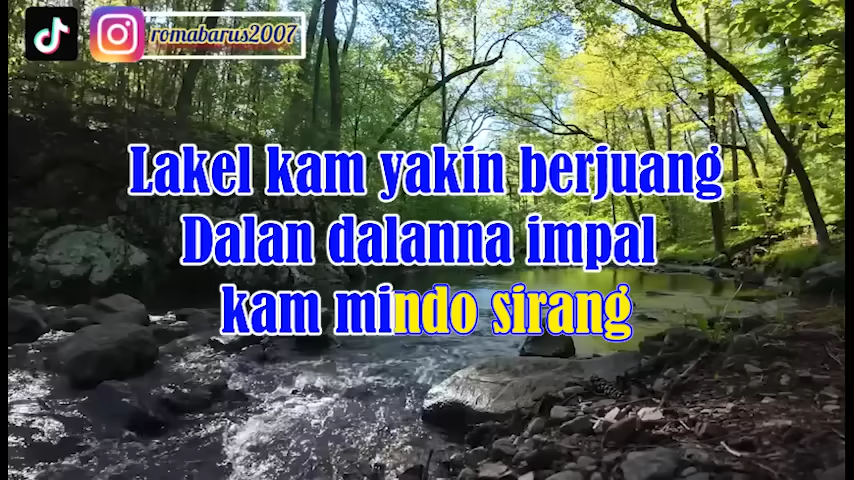 romabarus2007
Lakel kam yakin berjuang
Dalan dalanna impal
kam mindo sirang